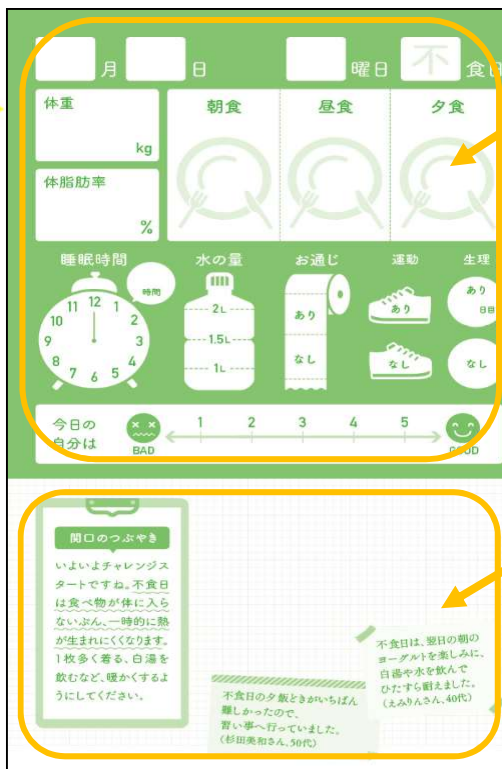 月 日 曜日 不 食日
体重 朝食 昼食 夕食
kg
体脂肪率
%
睡眠時間 水の量 お通じ 運動 生理
時間
12
11 1
10 2
9 3
8 4
7 6 5
2L
1.5L
1L
あり
なし
あり
なし
あり
日目
なし
今日の
自分は
BAD 1 2 3 4 5 GOOD
関口のつぶやき
いよいよチャレンジス
タートですね。不食日
は食べ物が体に入ら
ないぶん、一時的に熱
が生まれにくくなります。
1枚多く着る、白湯を
飲むなど、暖かくするよ
うにしてください。
不食日の夕飯どきがいちばん
難しかったので、
習い事へ行っていました。
(杉田美和さん、50代)
不食日は、翌日の朝の
ヨーグルトを楽しみに、
白湯や水を飲んで
ひたすら耐えました。
(えみりんさん、40代)